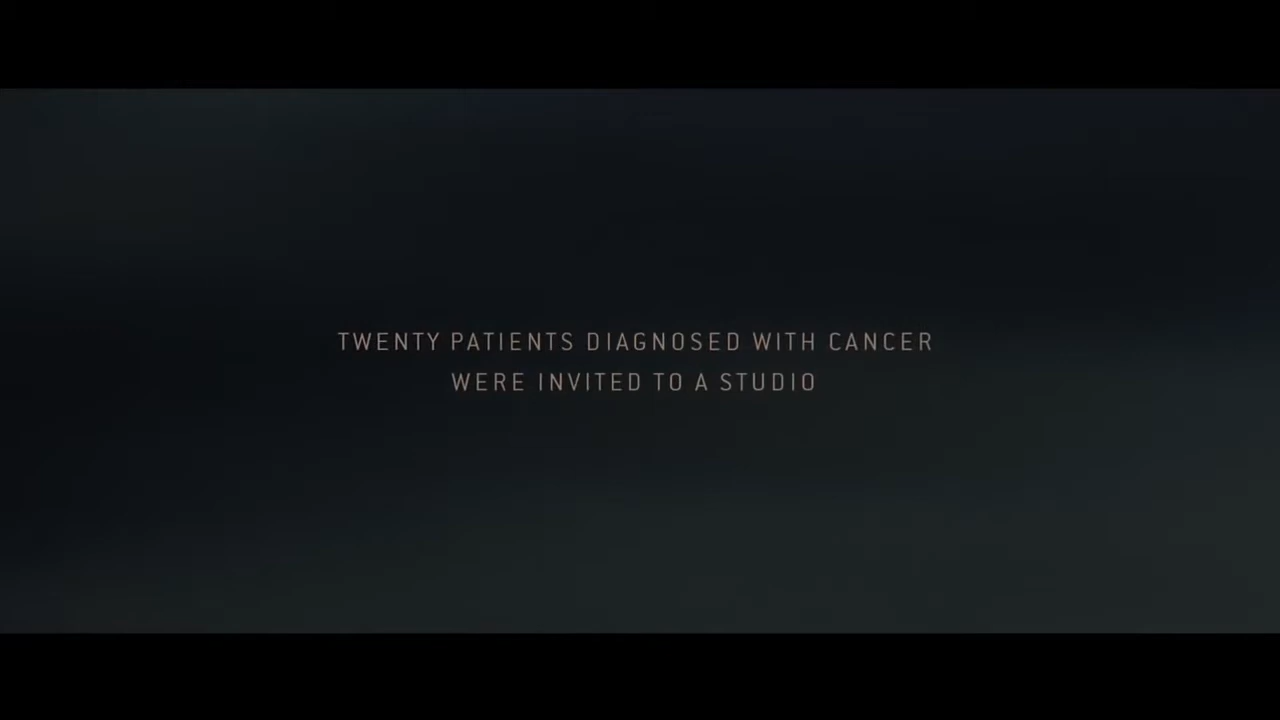 TWENTY PATIENTS DIAGNOSED WITH CANCER
WERE INVITED TO A STUDIO